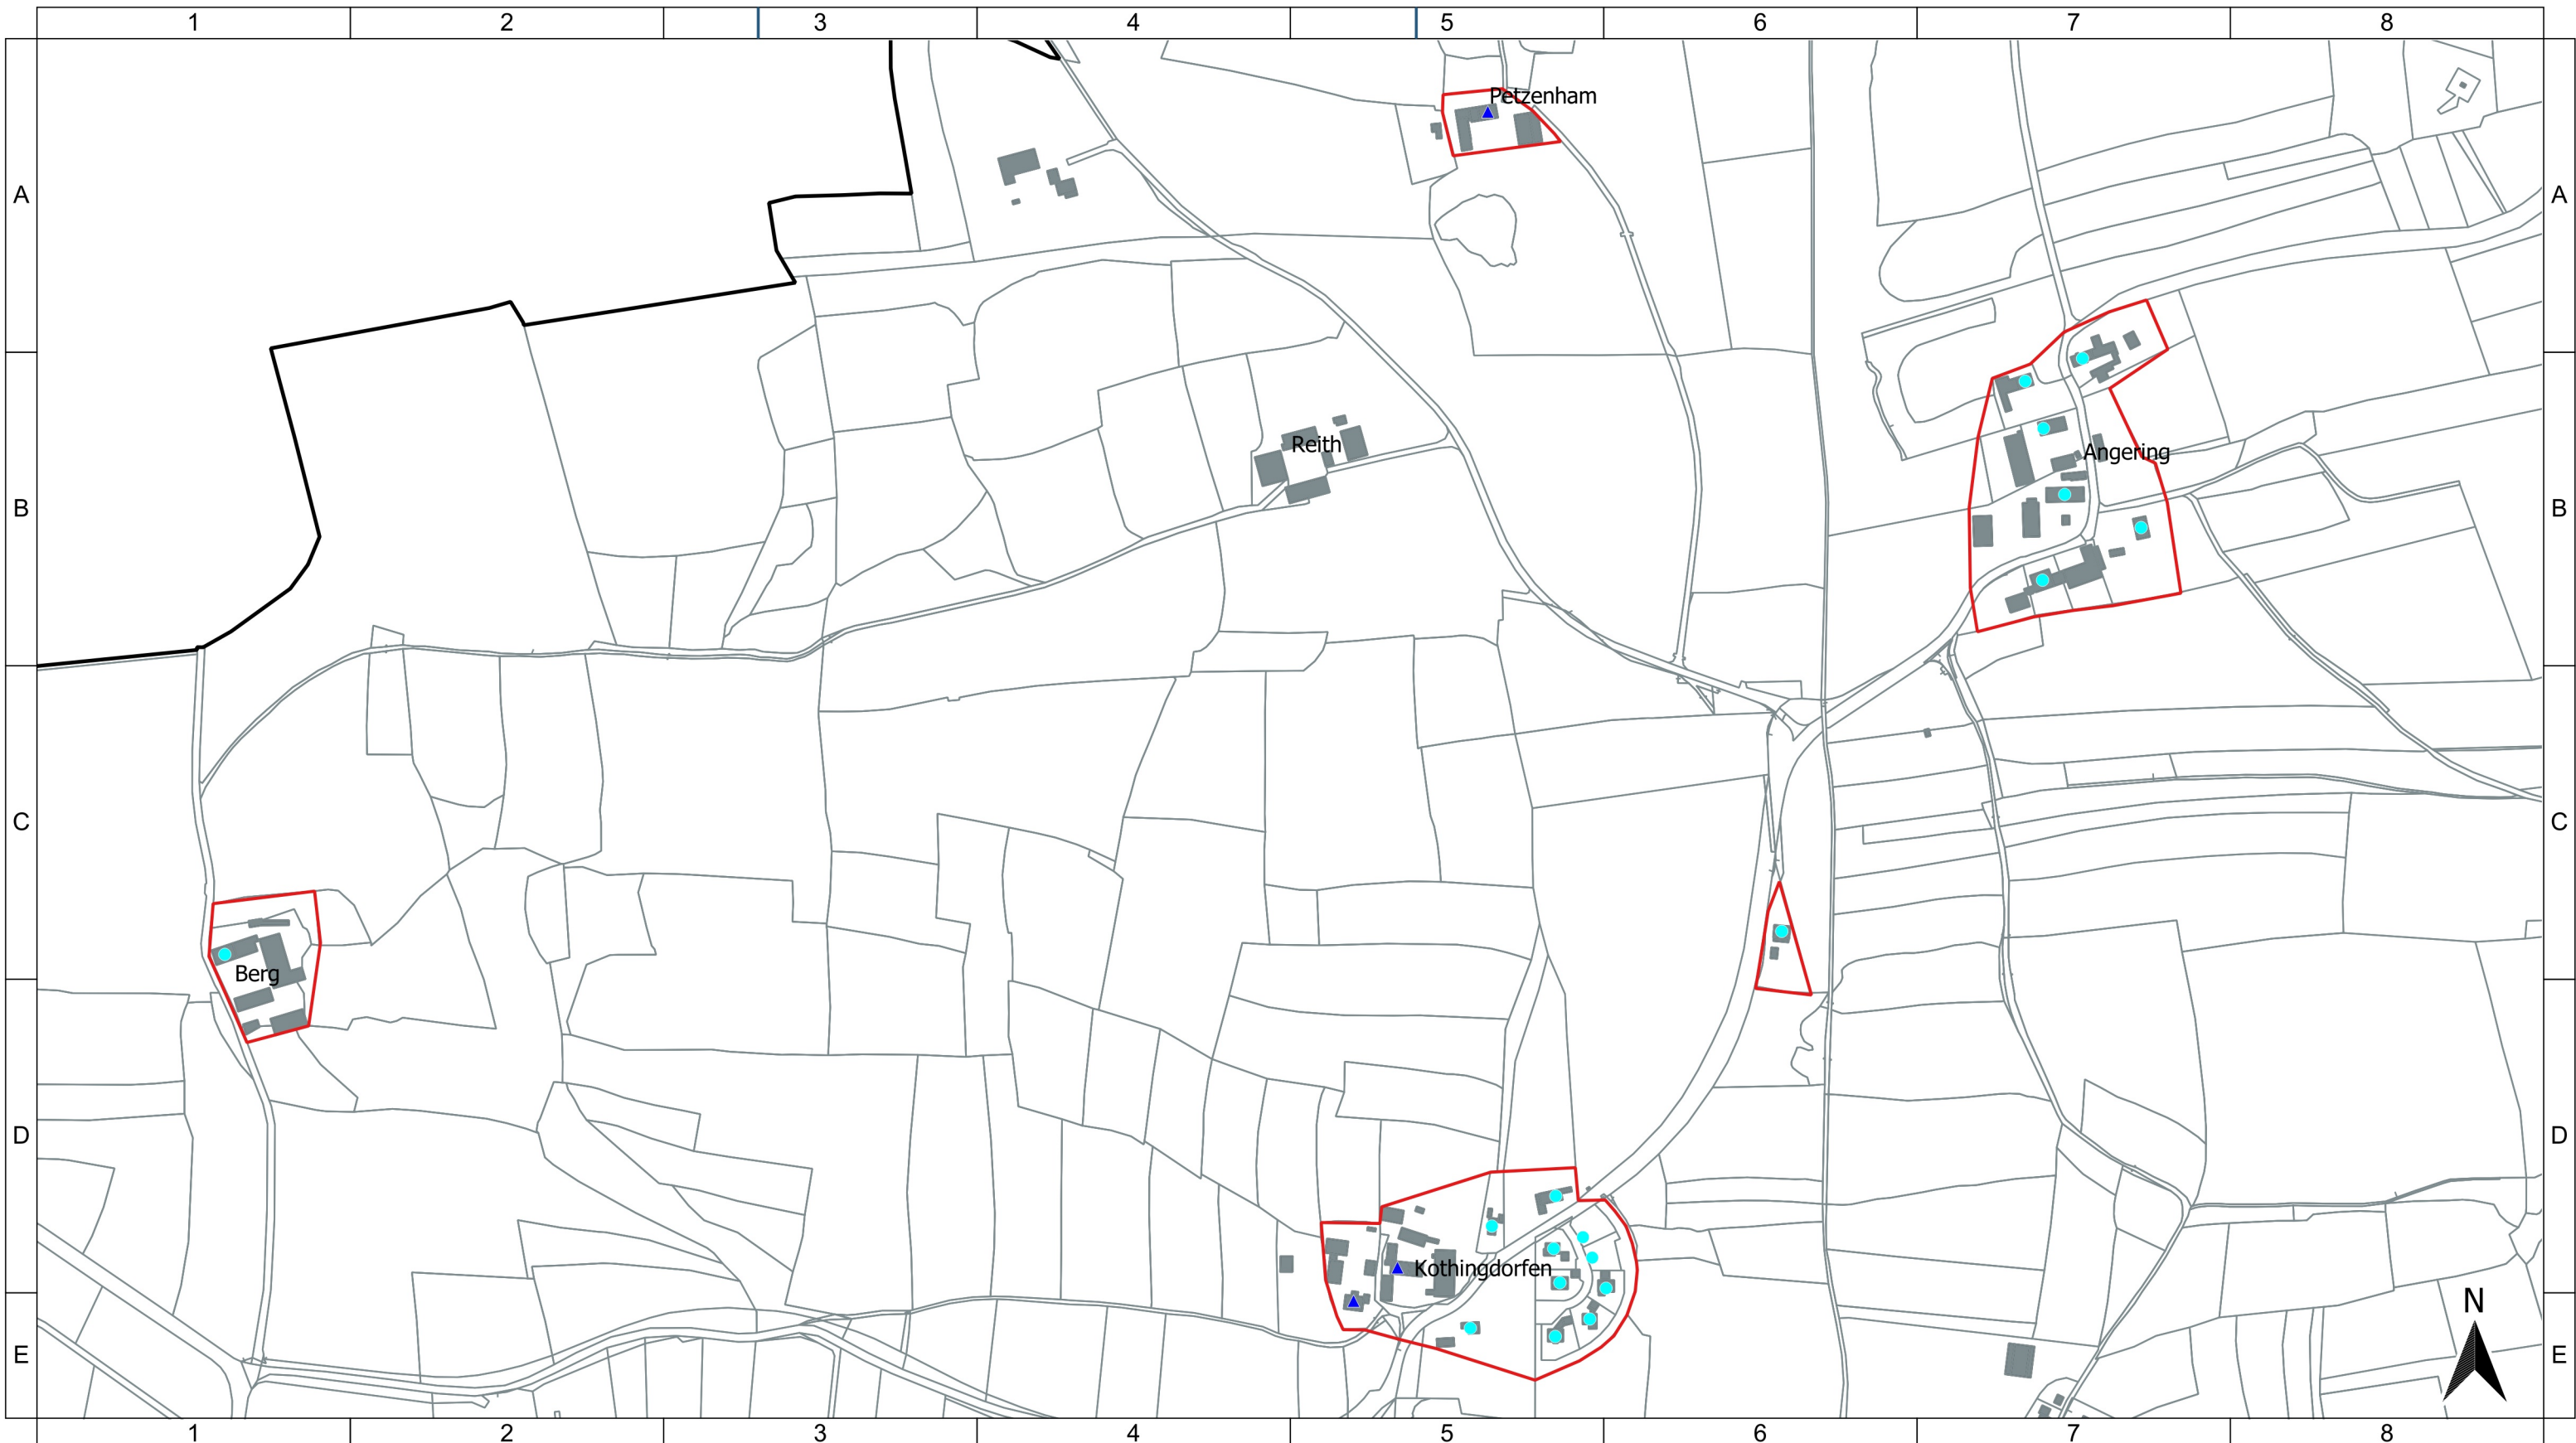 1 2 3 4 5 6 7 8
Petzenham
A A
Reith
Angering
B B
C C
Berg
D D
Kothingdorfen
N
E E
1 2 3 4 5 6 7 8